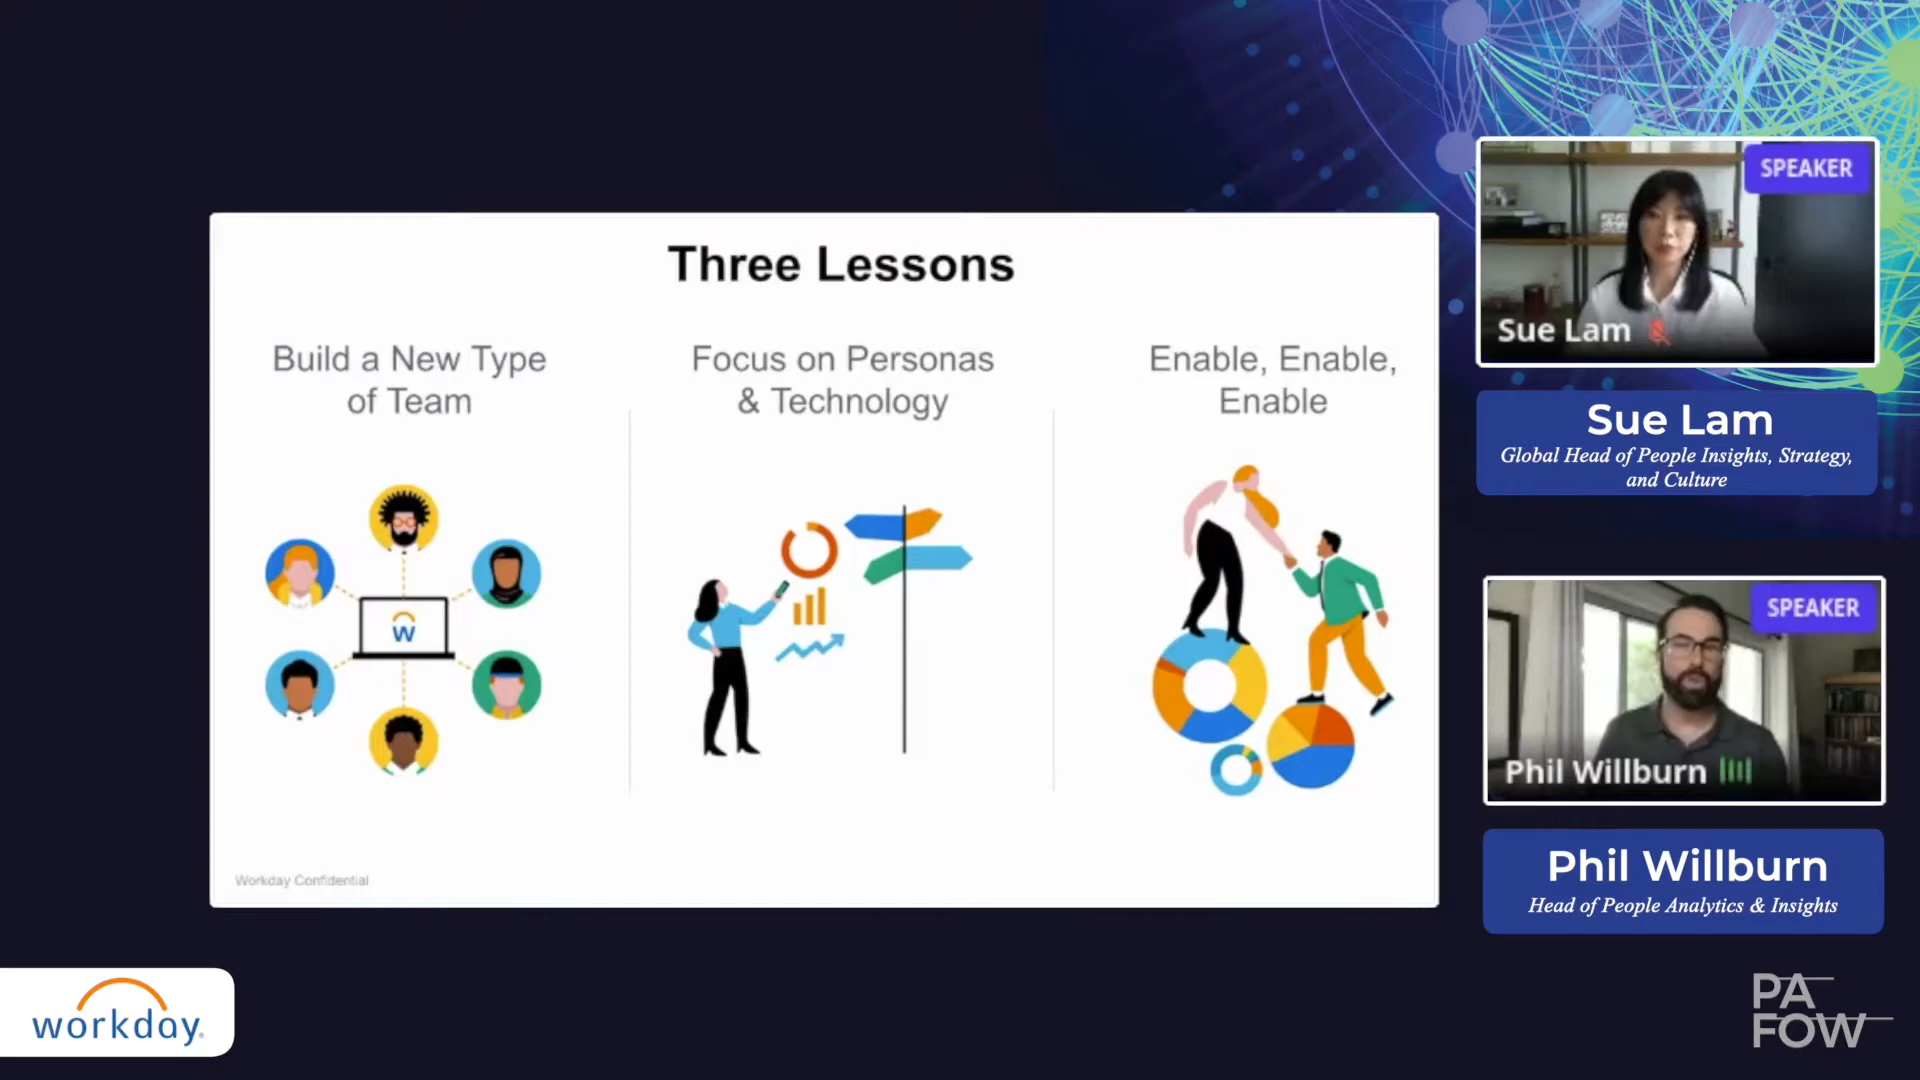 Three Lessons
Build a New Type
of Team
Focus on Personas
& Technology
Enable, Enable,
Enable
W
Workday Confidential
SPEAKER
Sue Lam
Sue Lam
Global Head of People Insights, Strategy,
and Culture
SPEAKER
Phil Willburn
Phil Willburn
Head of People Analytics & Insights
workday.
PA
FOW